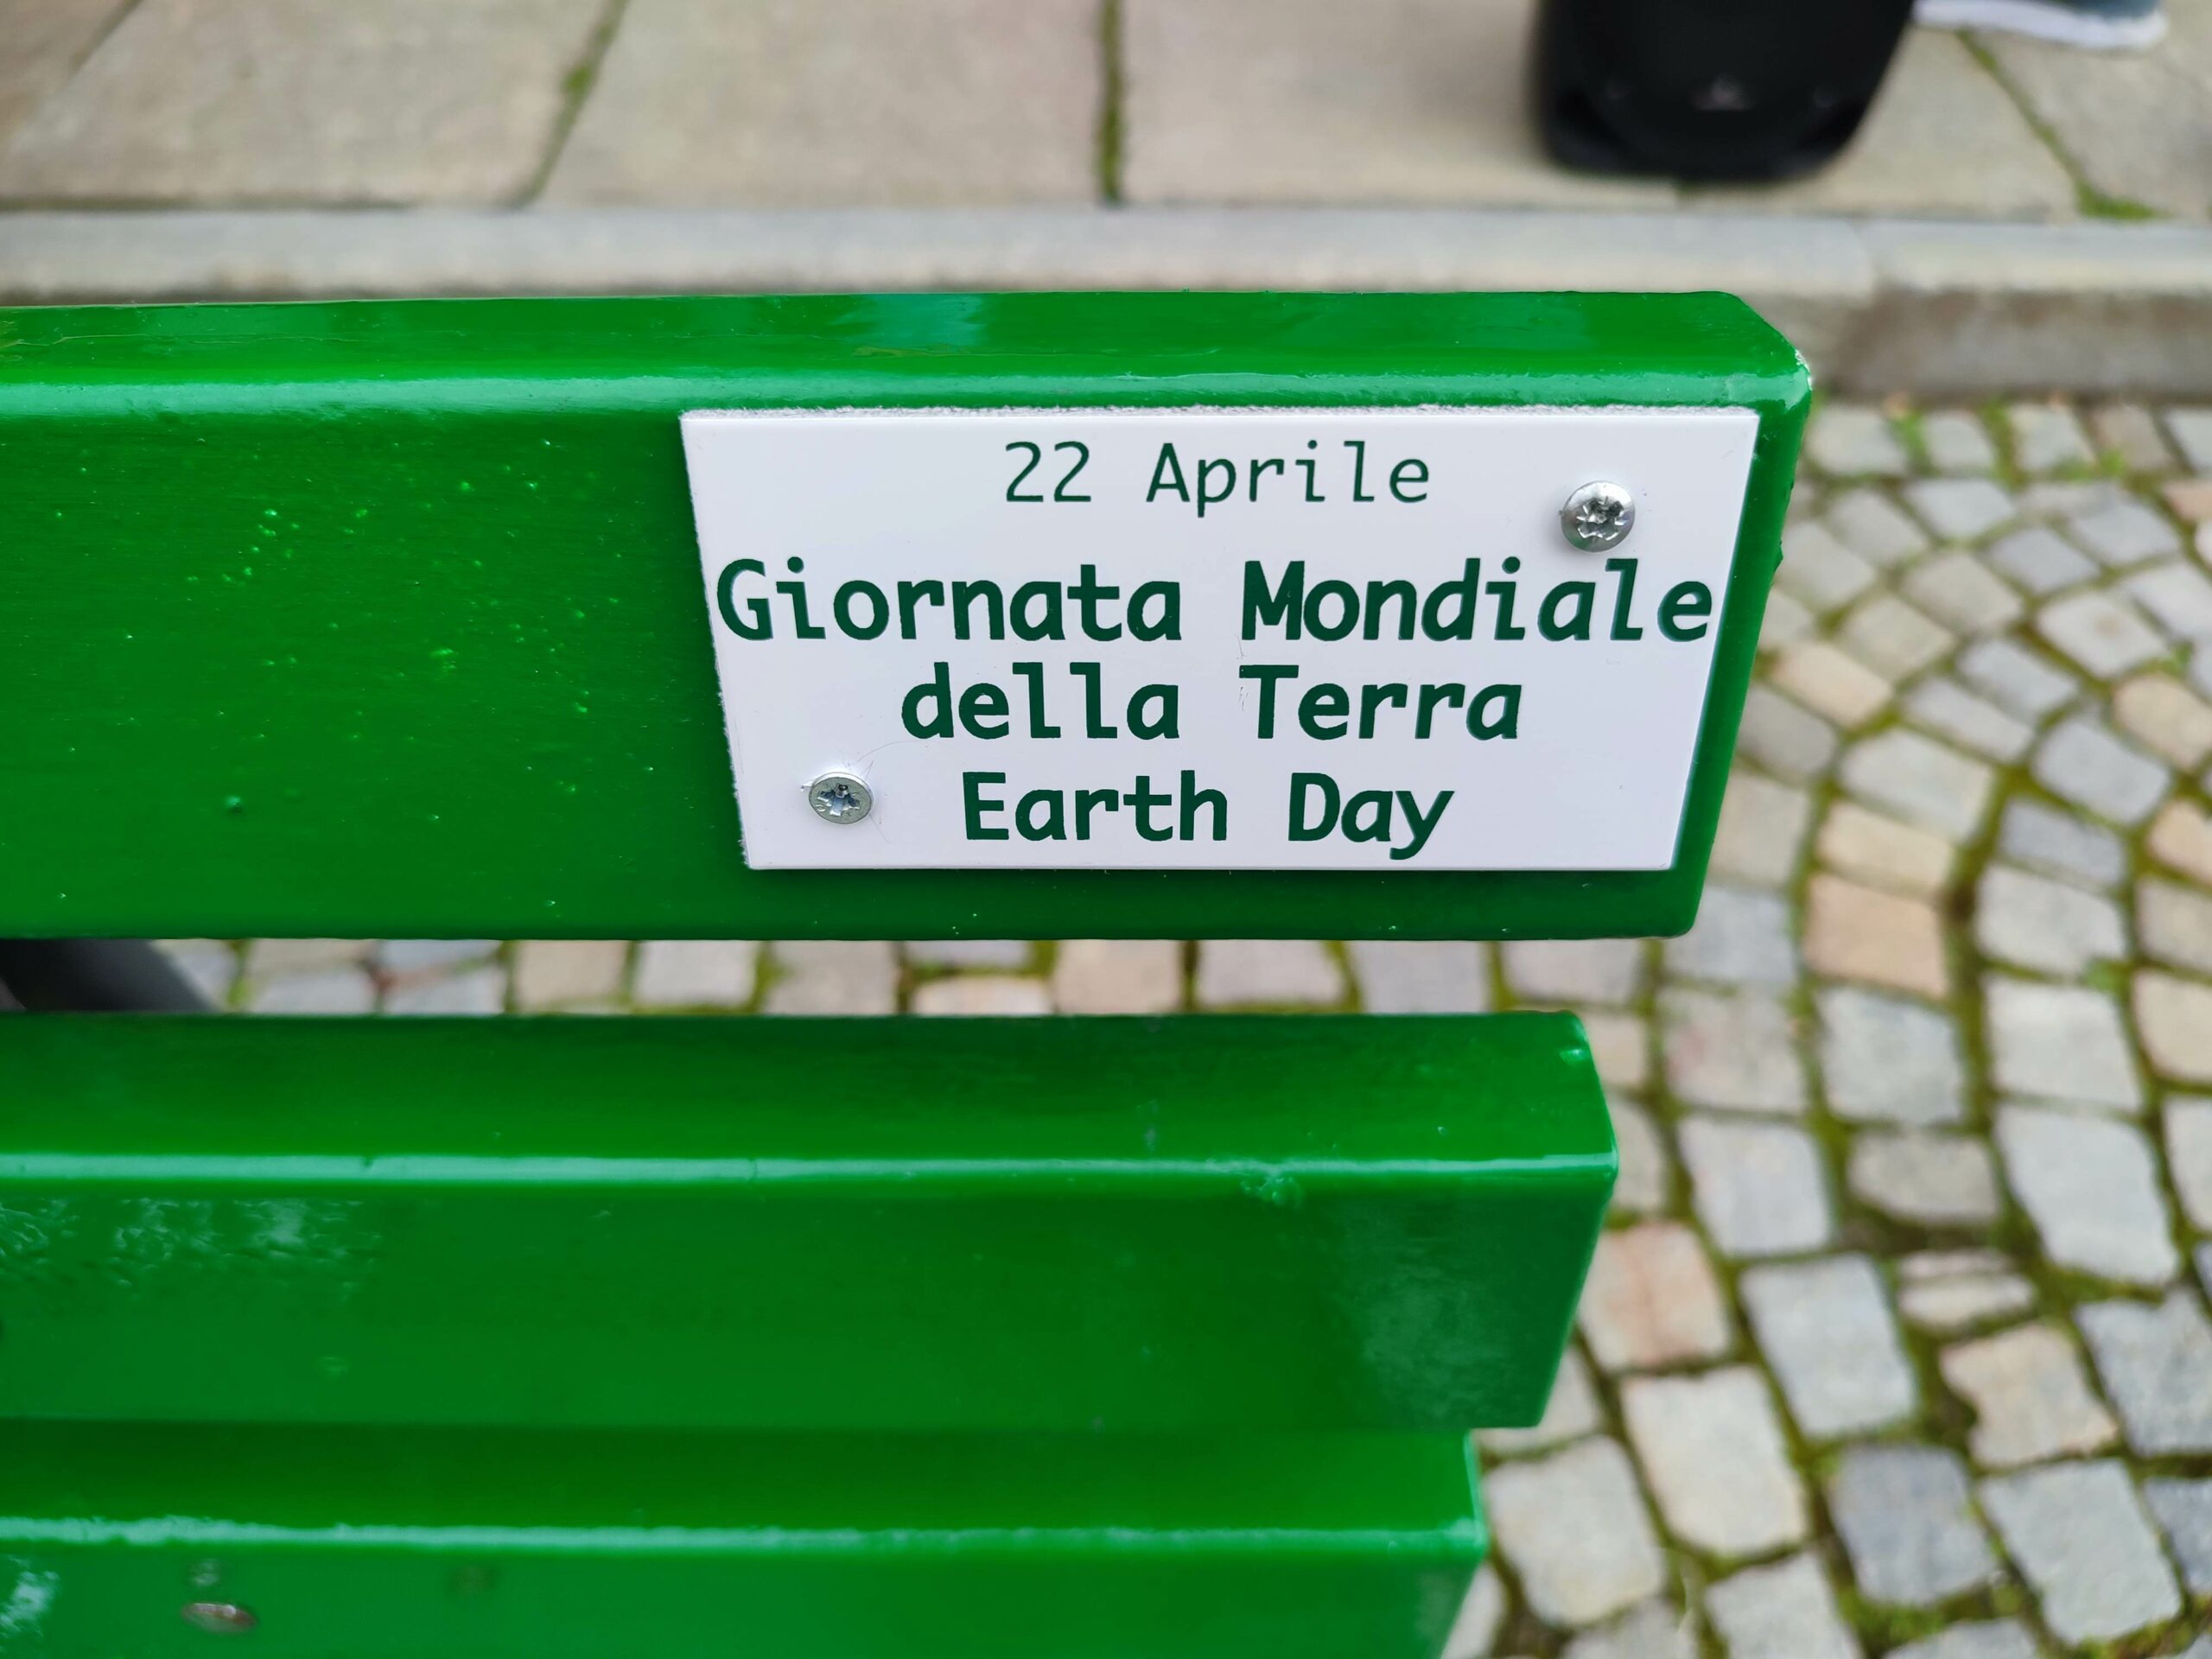 22 Aprile
Giornata Mondiale
della Terra
Earth Day